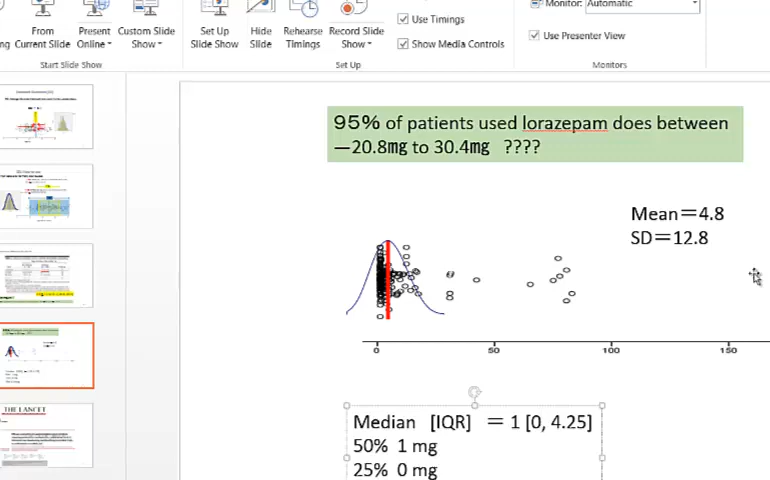 From
Current Slide
Present
Online
Custom Slide
Show
Start Slide Show
Set Up
Slide Show
Hide
Slide
Rehearse
Timings
Record Slide
Show
Use Timings
Show Media Controls
Set Up
Monitor: Automatic
Use Presenter View
Monitors
95% of patients used lorazepam does between
—20.8mg to 30.4mg ????
Mean＝4.8
SD＝12.8
0
50
100
150
THE LANCET
Median [IQR] ＝ 1 [0, 4.25]
50% 1 mg
25% 0 mg